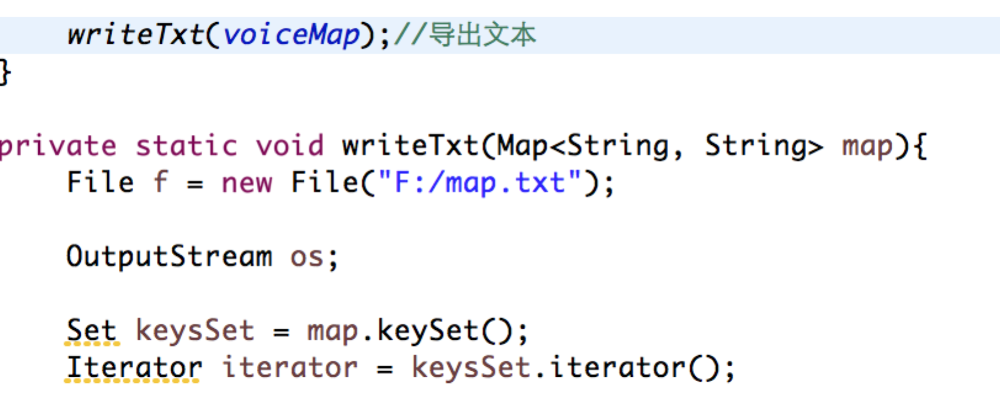 writeTxt(voiceMap);//导出文本
}
private static void writeTxt(Map<String, String> map){
File f = new File("F:/map.txt");
OutputStream os;
Set keysSet = map.keySet();
Iterator iterator = keysSet.iterator();